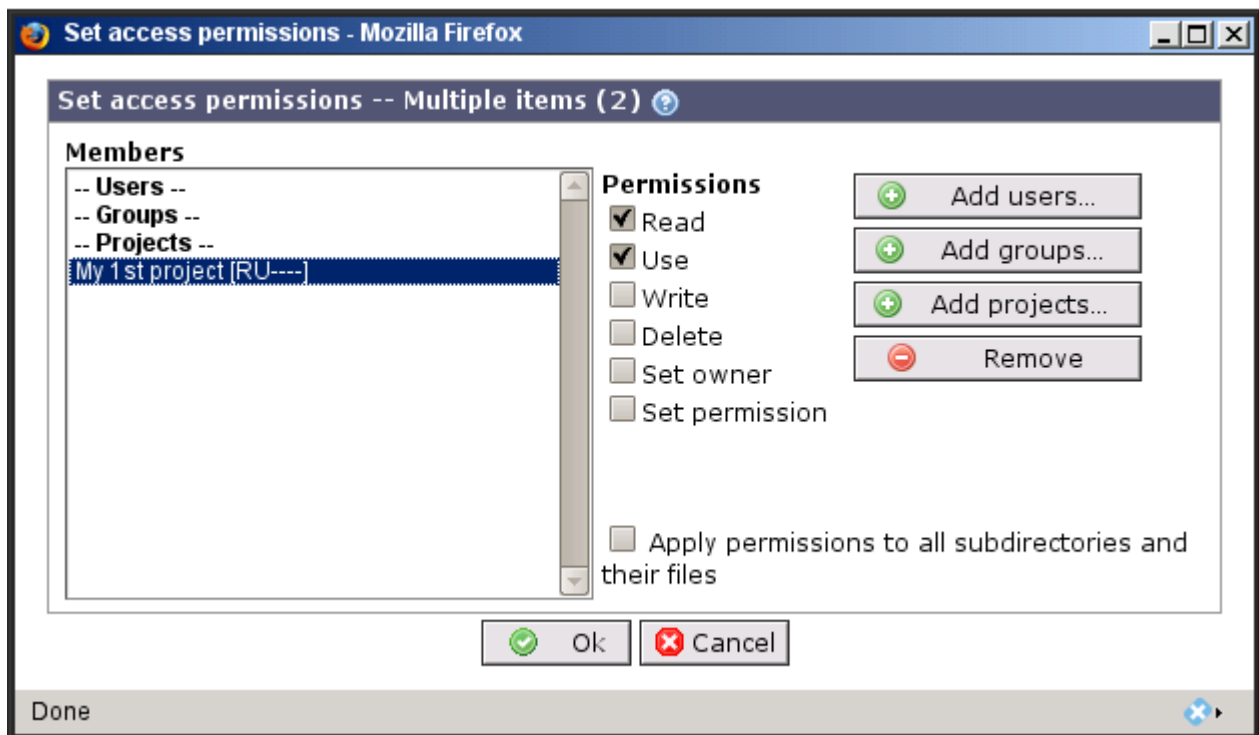 Set access permissions - Mozilla Firefox
Set access permissions -- Multiple items (2)
Members
-- Users --
-- Groups --
-- Projects --
My 1st project [RU----]
Permissions
Read
Use
Write
Delete
Set owner
Set permission
Add users...
Add groups...
Add projects...
Remove
Apply permissions to all subdirectories and
their files
Ok
Cancel
Done